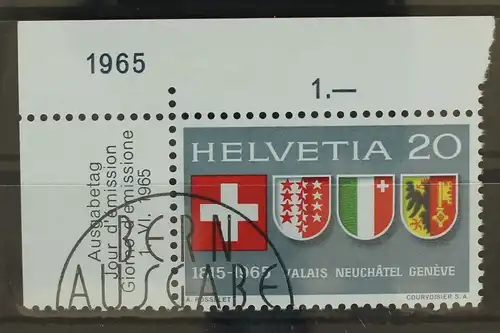 1965
1.—
Ausgabetag
Jour d'émission
Giorno d'emissione
1. VI. 1965
HELVETIA 20
1815-1965 VALAIS NEUCHÂTEL GENÈVE
A. ROSSELET
COURVOISIER S.A.
BERN
AUSGABE